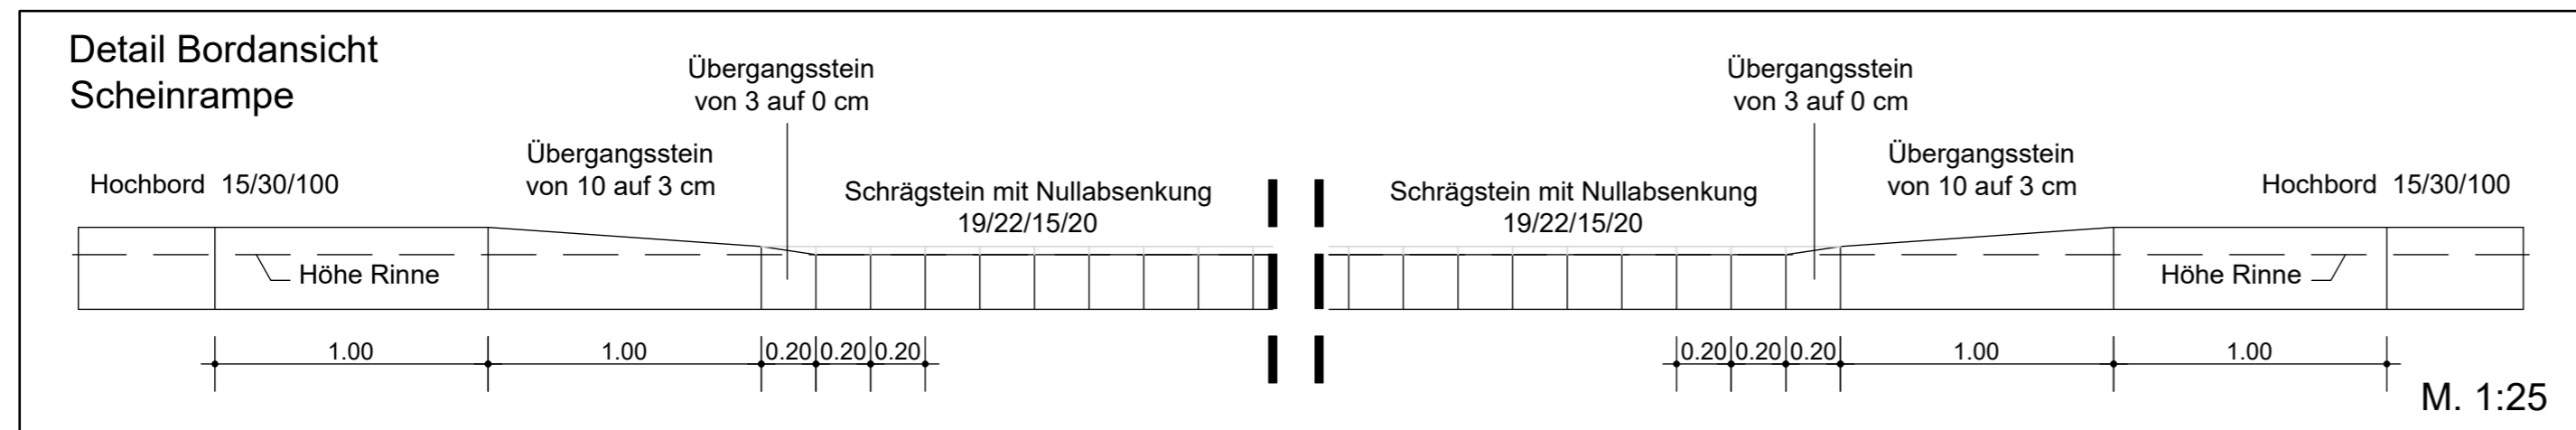 Detail Bordansicht
Scheinrampe
Übergangsstein
von 3 auf 0 cm
Übergangsstein
von 3 auf 0 cm
Übergangsstein
von 10 auf 3 cm
Übergangsstein
von 10 auf 3 cm
Hochbord 15/30/100
Schrägstein mit Nullabsenkung
19/22/15/20
Schrägstein mit Nullabsenkung
19/22/15/20
Hochbord 15/30/100
Höhe Rinne
Höhe Rinne
1.00 1.00 0.20 0.20 0.20
0.20 0.20 0.20 1.00 1.00
M. 1:25